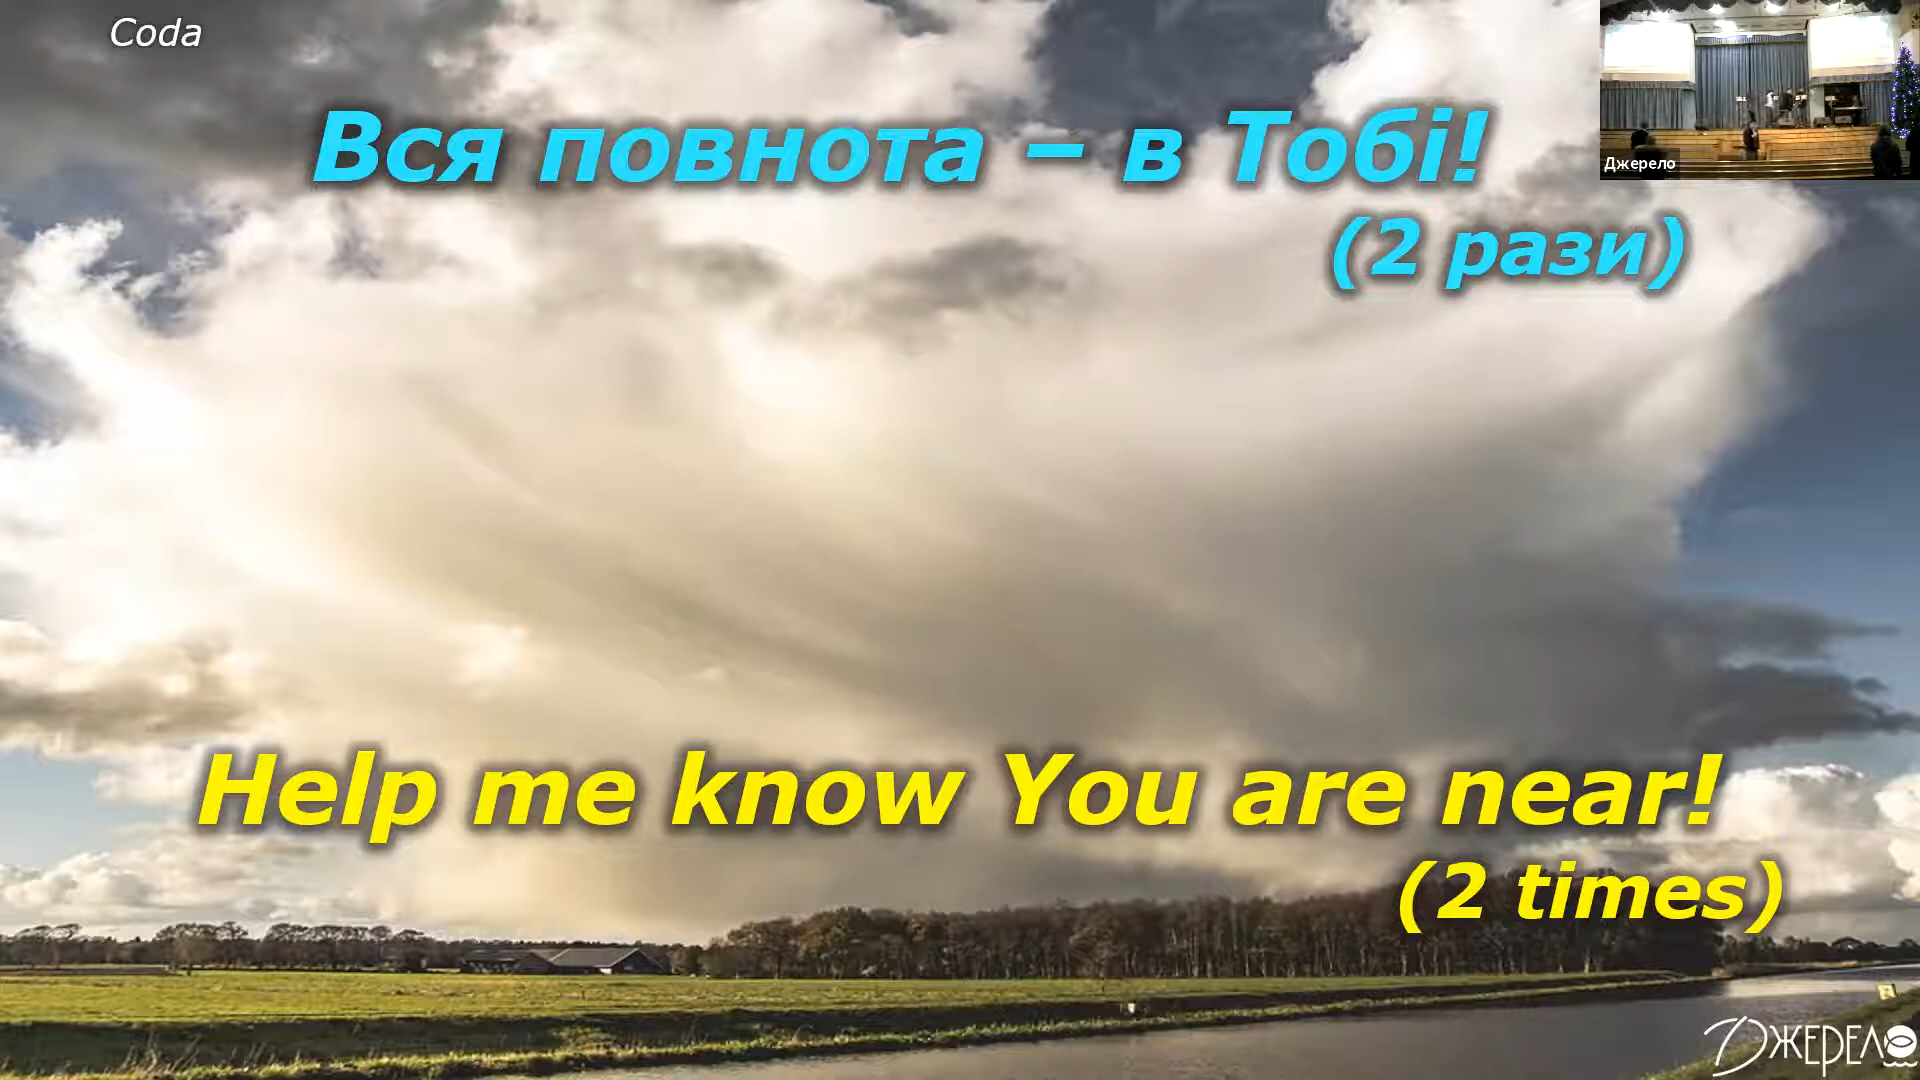 Coda
Вся повнота – в Тобі!
(2 рази)
Джерело
Help me know You are near!
(2 times)
ДЖЕРЕЛО